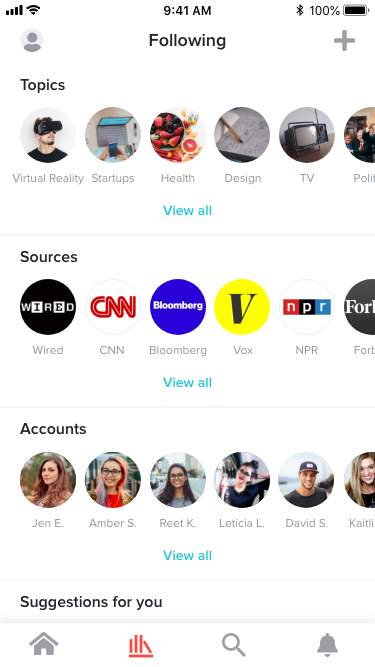 9:41 AM 100%
Following
Topics
Virtual Reality Startups Health Design TV Polit
View all
Sources
WIRED CNN Bloomberg V npr Forb
Wired CNN Bloomberg Vox NPR Forb
View all
Accounts
Jen E. Amber S. Reet K. Leticia L. David S. Kaitli
View all
Suggestions for you